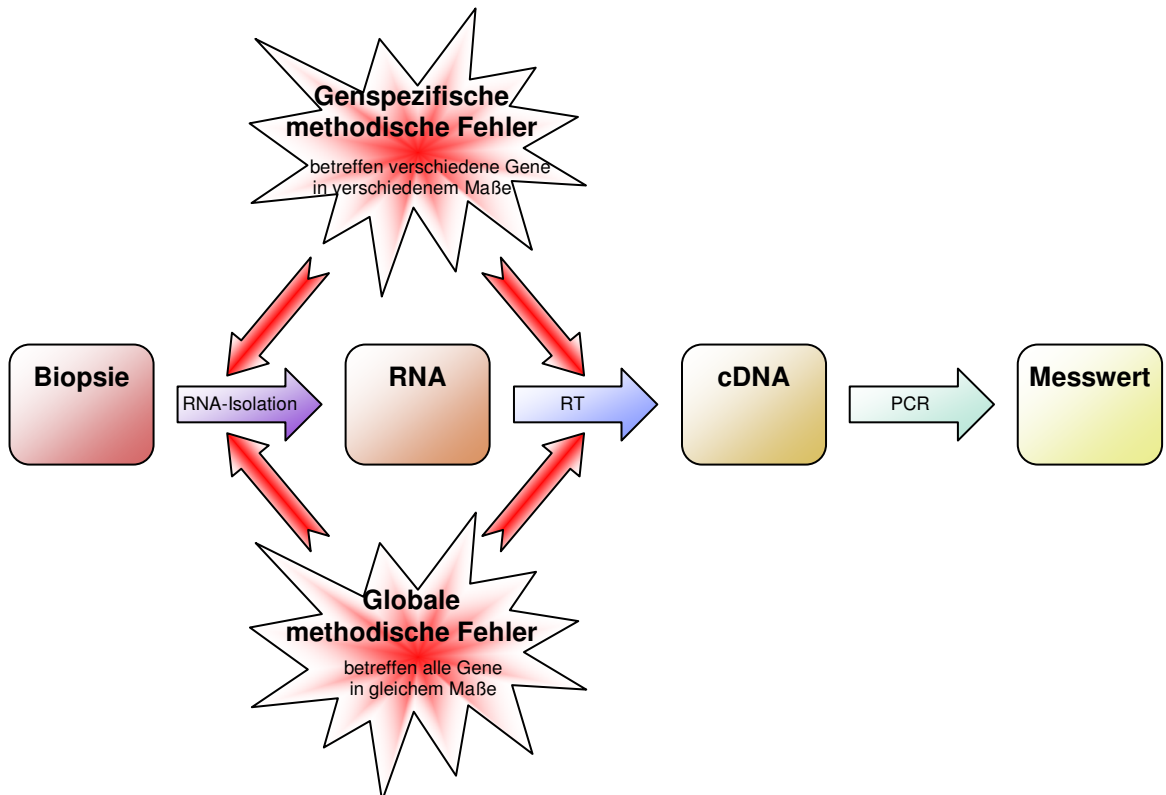 Genspezifische
methodische Fehler
betreffen verschiedene Gene
in verschiedenem Maße
Biopsie
RNA-Isolation
RNA
RT
cDNA
PCR
Messwert
Globale
methodische Fehler
betreffen alle Gene
in gleichem Maße